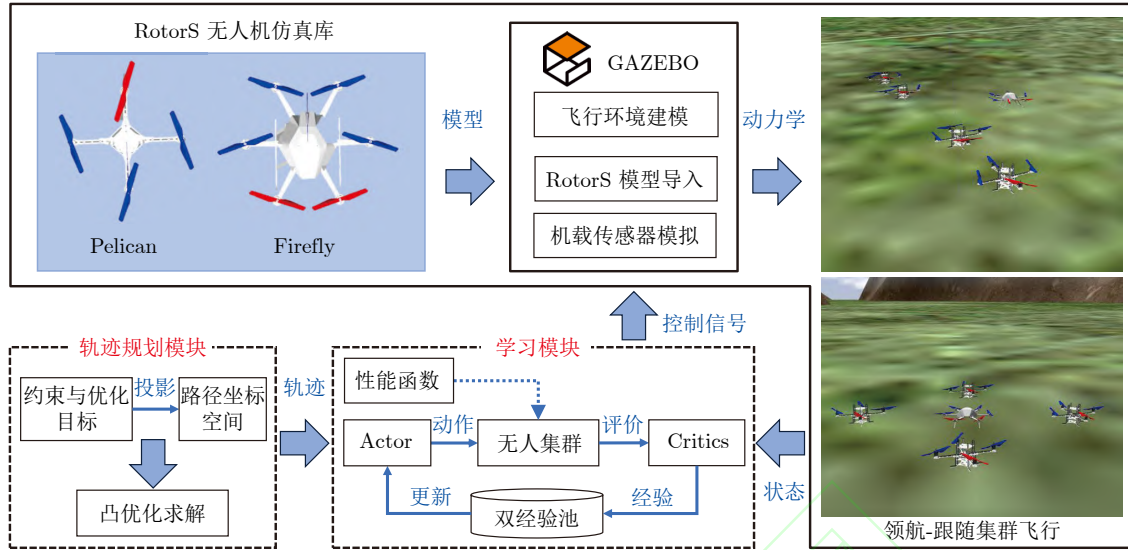 RotorS 无人机仿真库
Pelican
Firefly
模型
GAZEBO
飞行环境建模
RotorS 模型导入
机载传感器模拟
动力学
控制信号
轨迹规划模块
约束与优化
目标
投影
路径坐标
空间
凸优化求解
轨迹
学习模块
性能函数
Actor
动作
无人集群
评价
Critics
更新
双经验池
经验
状态
领航-跟随集群飞行